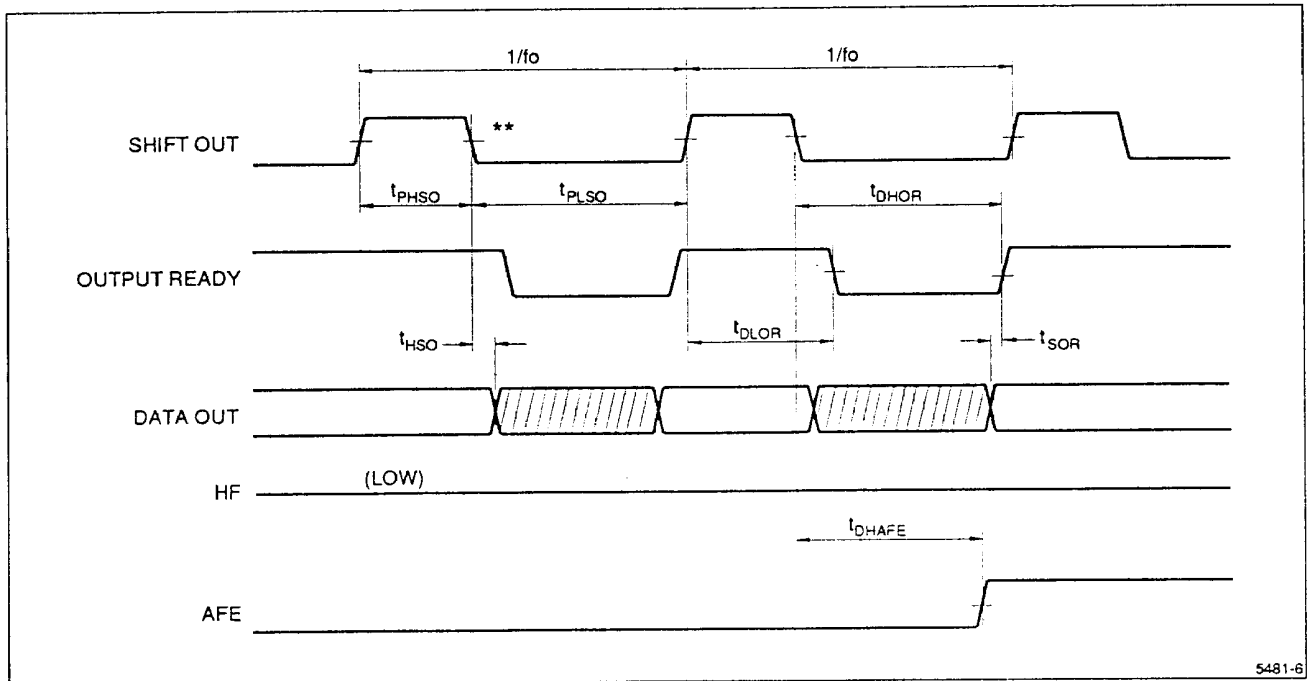 1/fo 1/fo
SHIFT OUT
**
tPHSO tPLSO tDHOR
OUTPUT READY
tHSO tDLOR tSOR
DATA OUT
(LOW)
HF
tDHAFE
AFE
5481-6